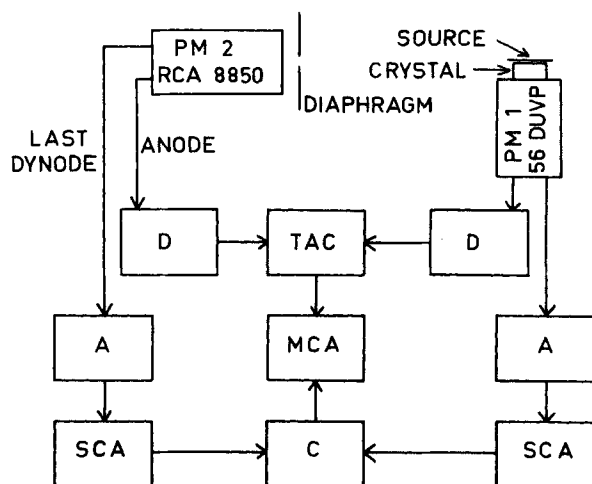 PM 2
RCA 8850
SOURCE
CRYSTAL
DIAPHRAGM
PM 1
56 DUVP
LAST
DYNODE
ANODE
D
TAC
D
A
MCA
A
SCA
C
SCA